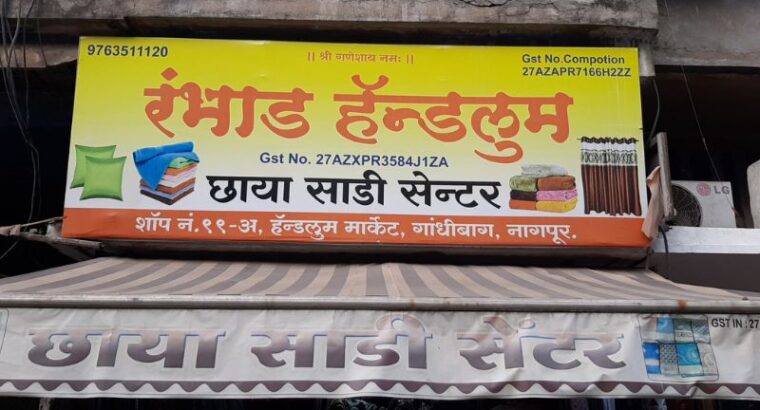 9763511120
|| श्री गणेशाय नमः ||
Gst No.Compotion
27AZAPR7166H2ZZ
रंभाड हॅन्डलुम
Gst No. 27AZXPR3584J1ZA
छाया साडी सेन्टर
शॉप नं.९९-अ, हॅन्डलुम मार्केट, गांधीबाग, नागपूर.
LG
छाया साडी सेंटर
GST IN : 27